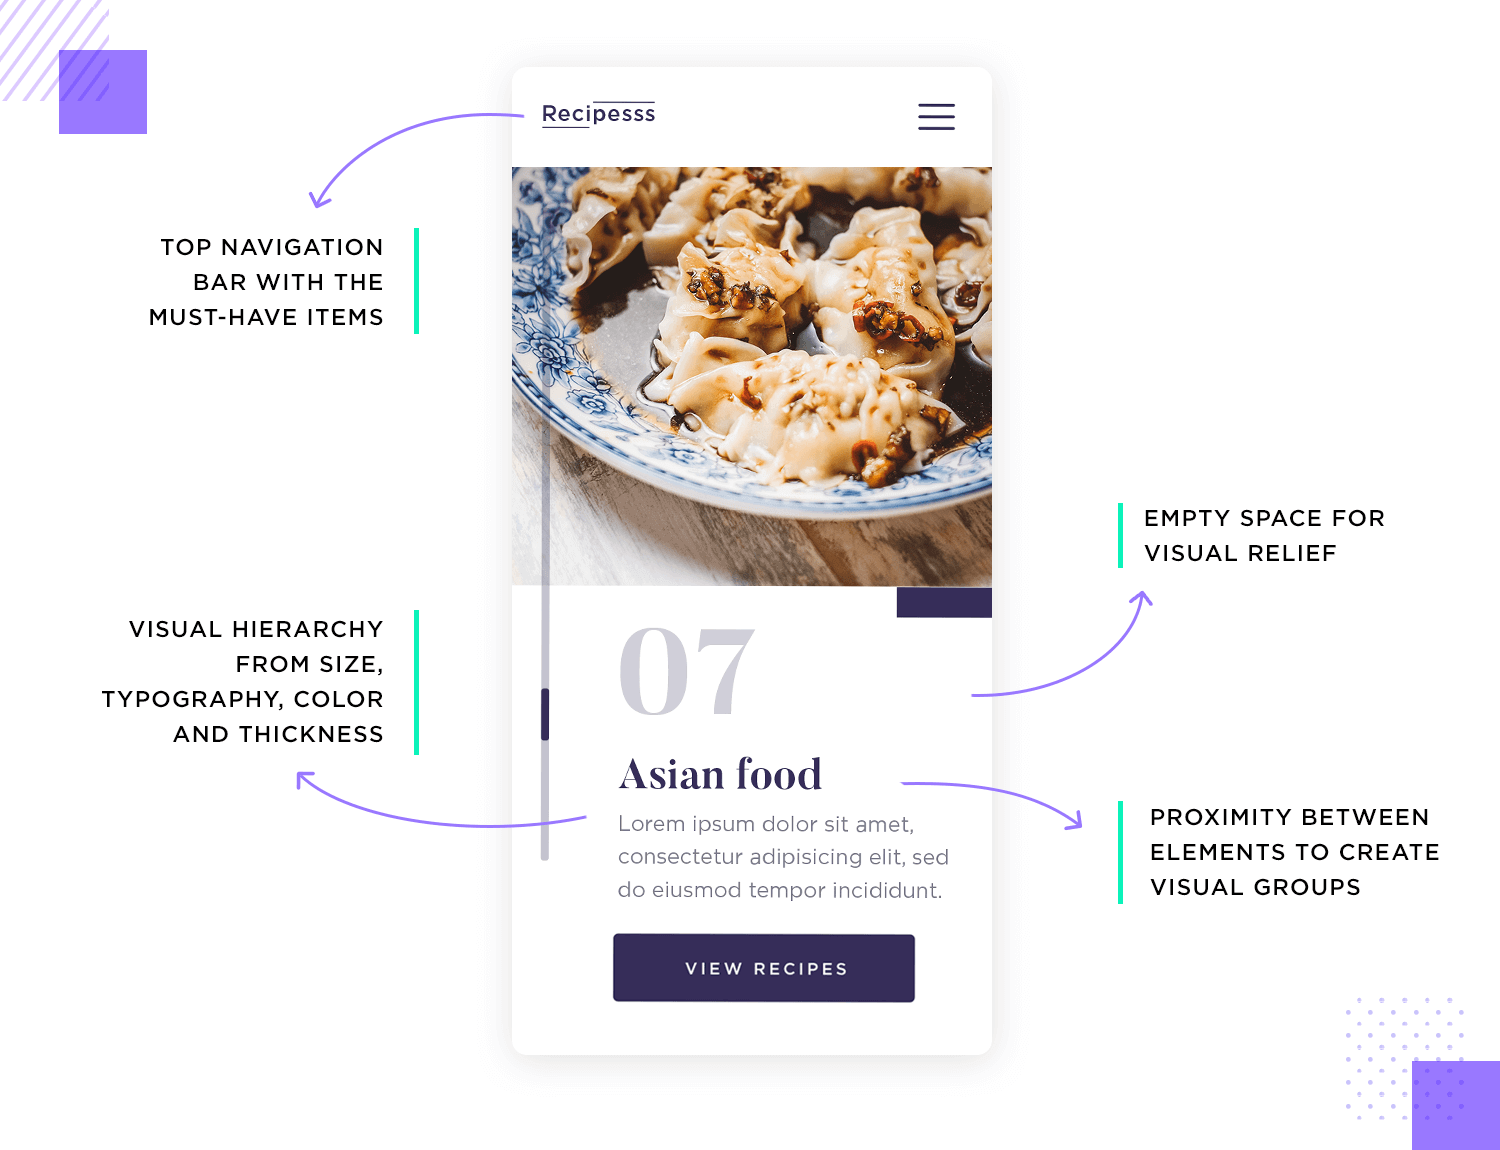 Recipesss
TOP NAVIGATION
BAR WITH THE
MUST-HAVE ITEMS
EMPTY SPACE FOR
VISUAL RELIEF
VISUAL HIERARCHY
FROM SIZE,
TYPOGRAPHY, COLOR
AND THICKNESS
07
Asian food
Lorem ipsum dolor sit amet,
consectetur adipisicing elit, sed
do eiusmod tempor incididunt.
PROXIMITY BETWEEN
ELEMENTS TO CREATE
VISUAL GROUPS
VIEW RECIPES